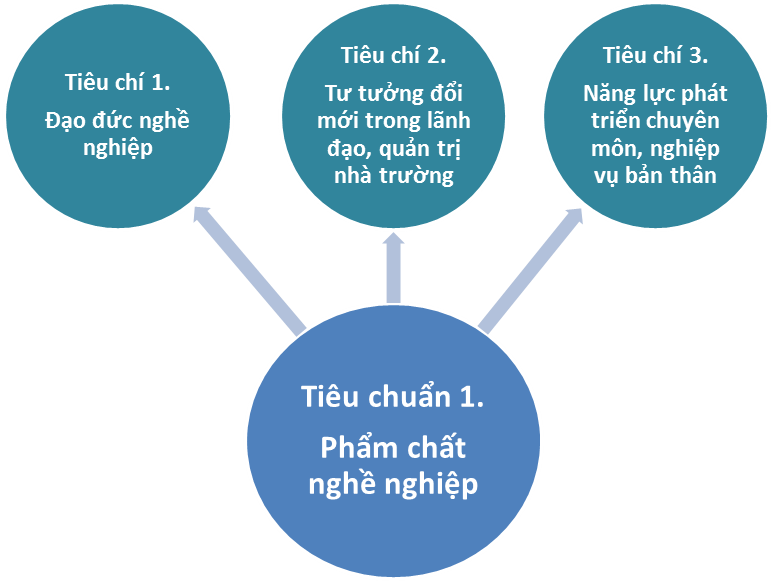 Tiêu chí 1.
Đạo đức nghề
nghiệp
Tiêu chí 2.
Tư tưởng đổi
mới trong lãnh
đạo, quản trị
nhà trường
Tiêu chí 3.
Năng lực phát
triển chuyên
môn, nghiệp
vụ bản thân
Tiêu chuẩn 1.
Phẩm chất
nghề nghiệp